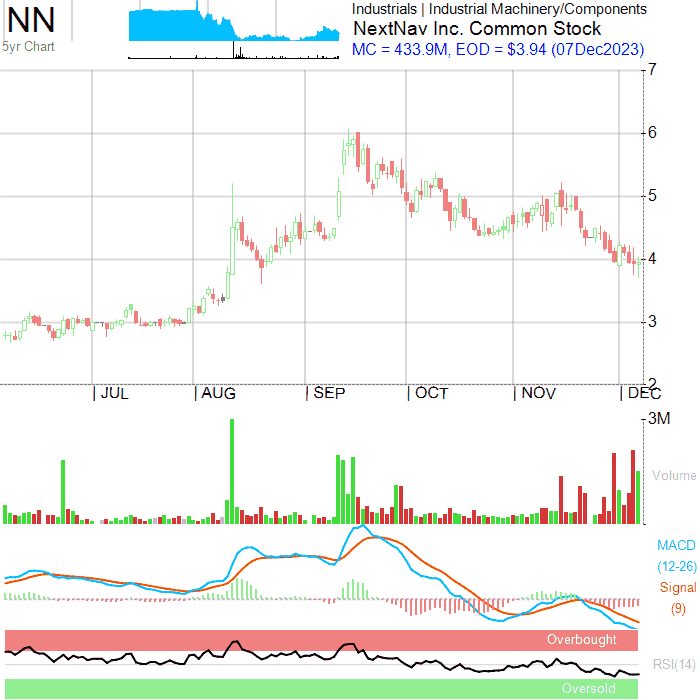 NN
5yr Chart
Industrials | Industrial Machinery/Components
NextNav Inc. Common Stock
MC = 433.9M, EOD = $3.94 (07Dec2023)
7
6
5
4
3
2
| JUL | AUG | SEP | OCT | NOV | DEC
3M
Volume
MACD
(12-26)
Signal
(9)
Overbought
RSI(14)
Oversold